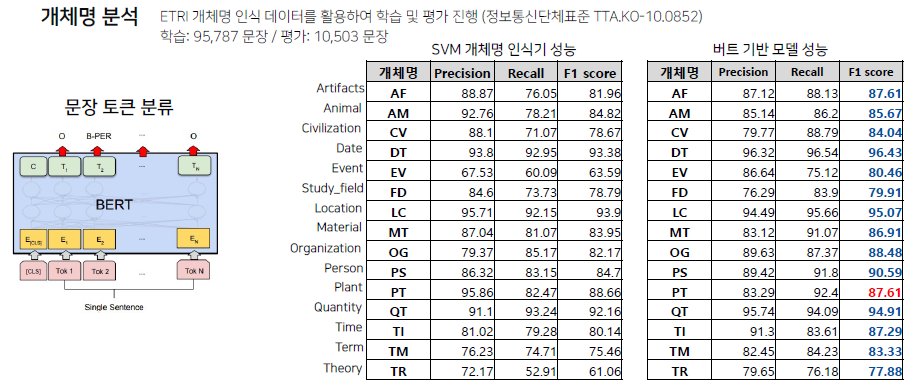 개체명 분석
ETRI 개체명 인식 데이터를 활용하여 학습 및 평가 진행 (정보통신단체표준 TTA.KO-10.0852)
학습: 95,787 문장 / 평가: 10,503 문장
문장 토큰 분류
O B-PER ... O
C T1 T2 ... TN
BERT
E[CLS] E1 E2 ... EN
[CLS] Tok 1 Tok 2 ... Tok N
Single Sentence
SVM 개체명 인식기 성능
개체명 Precision Recall F1 score
Artifacts AF 88.87 76.05 81.96
Animal AM 92.76 78.21 84.82
Civilization CV 88.1 71.07 78.67
Date DT 93.8 92.95 93.38
Event EV 67.53 60.09 63.59
Study_field FD 84.6 73.73 78.79
Location LC 95.71 92.15 93.9
Material MT 87.04 81.07 83.95
Organization OG 79.37 85.17 82.17
Person PS 86.32 83.15 84.7
Plant PT 95.86 82.47 88.66
Quantity QT 91.1 93.24 92.16
Time TI 81.02 79.28 80.14
Term TM 76.23 74.71 75.46
Theory TR 72.17 52.91 61.06
버트 기반 모델 성능
개체명 Precision Recall F1 score
AF 87.12 88.13 87.61
AM 85.14 86.2 85.67
CV 79.77 88.79 84.04
DT 96.32 96.54 96.43
EV 86.64 75.12 80.46
FD 76.29 83.9 79.91
LC 94.49 95.66 95.07
MT 83.12 91.07 86.91
OG 89.63 87.37 88.48
PS 89.42 91.8 90.59
PT 83.29 92.4 87.61
QT 95.74 94.09 94.91
TI 91.3 83.61 87.29
TM 82.45 84.23 83.33
TR 79.65 76.18 77.88